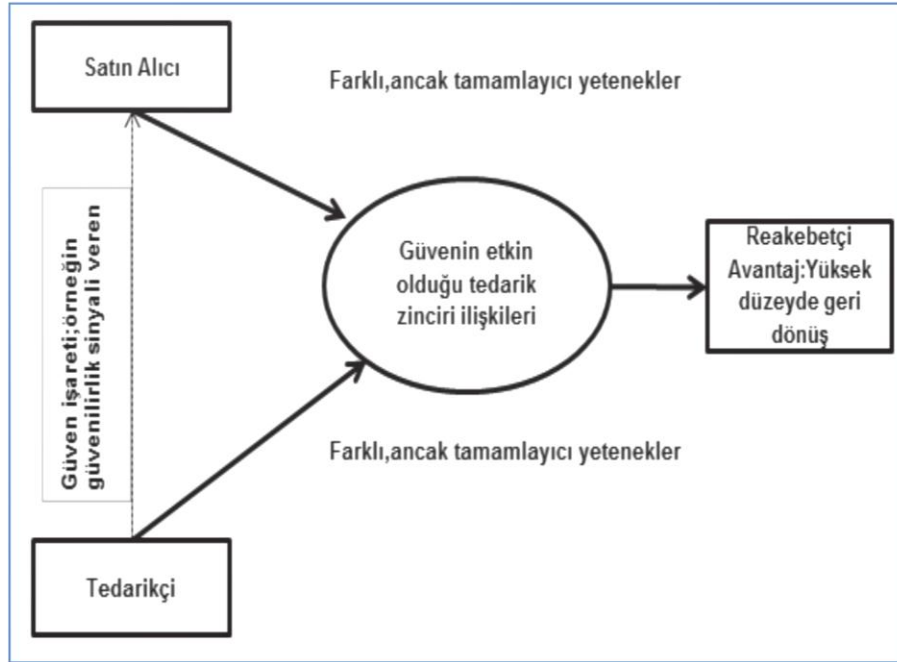 Satın Alıcı
Farklı,ancak tamamlayıcı yetenekler
Güven işareti;örneğin
güvenilirlik sinyali veren
Güvenin etkin
olduğu tedarik
zinciri ilişkileri
Reakebetçi
Avantaj:Yüksek
düzeyde geri
dönüş
Farklı,ancak tamamlayıcı yetenekler
Tedarikçi